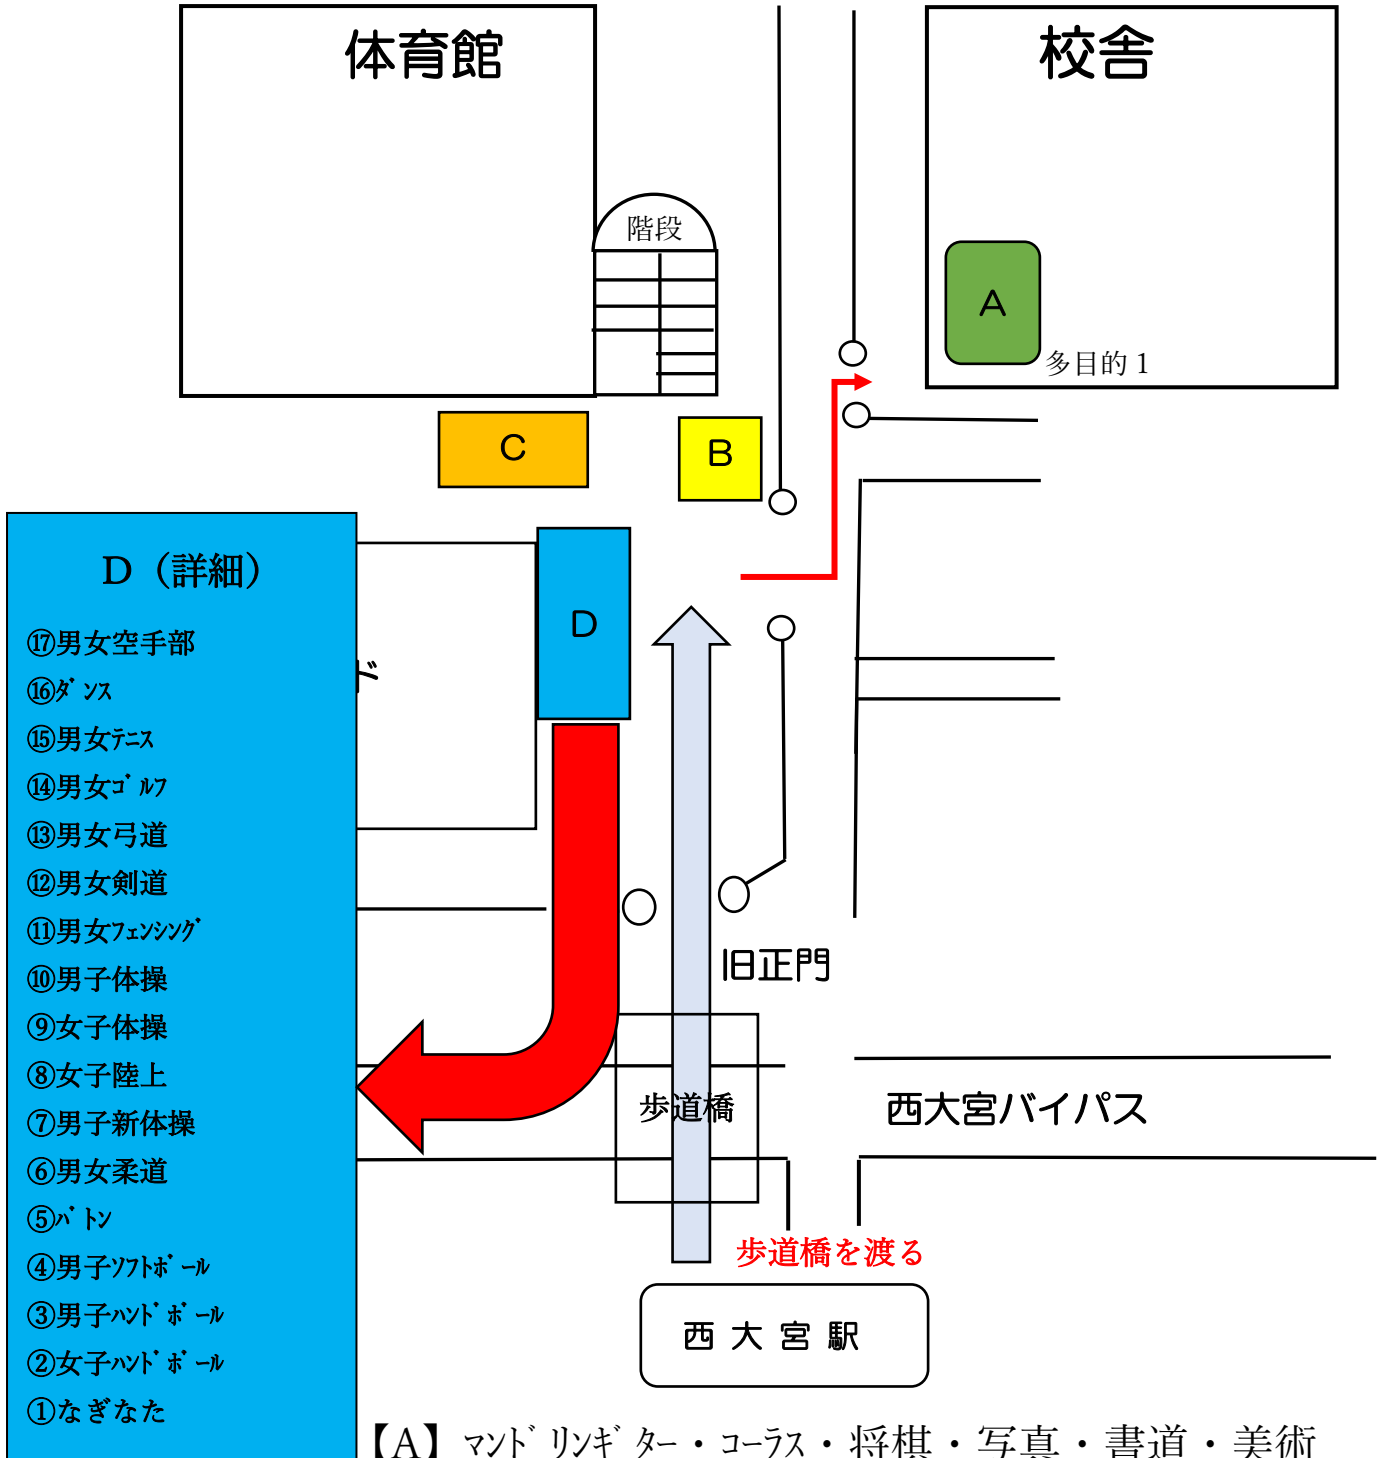 体育館
校舎
階段
A
多目的 1
C
B
D（詳細）
D
⑰男女空手部
ド
⑯ﾀﾞﾝｽ
⑮男女ﾃﾆｽ
⑭男女ｺﾞﾙﾌ
⑬男女弓道
⑫男女剣道
⑪男女ﾌｪﾝｼﾝｸﾞ
旧正門
⑩男子体操
⑨女子体操
⑧女子陸上
歩道橋
西大宮バイパス
⑦男子新体操
⑥男女柔道
⑤ﾊﾞﾄﾝ
歩道橋を渡る
④男子ｿﾌﾄﾎﾞｰﾙ
③男子ﾊﾝﾄﾞﾎﾞｰﾙ
西大宮駅
②女子ﾊﾝﾄﾞﾎﾞｰﾙ
①なぎなた
【A】ﾏﾝﾄﾞﾘﾝｷﾞﾀｰ・ｺｰﾗｽ・将棋・写真・書道・美術